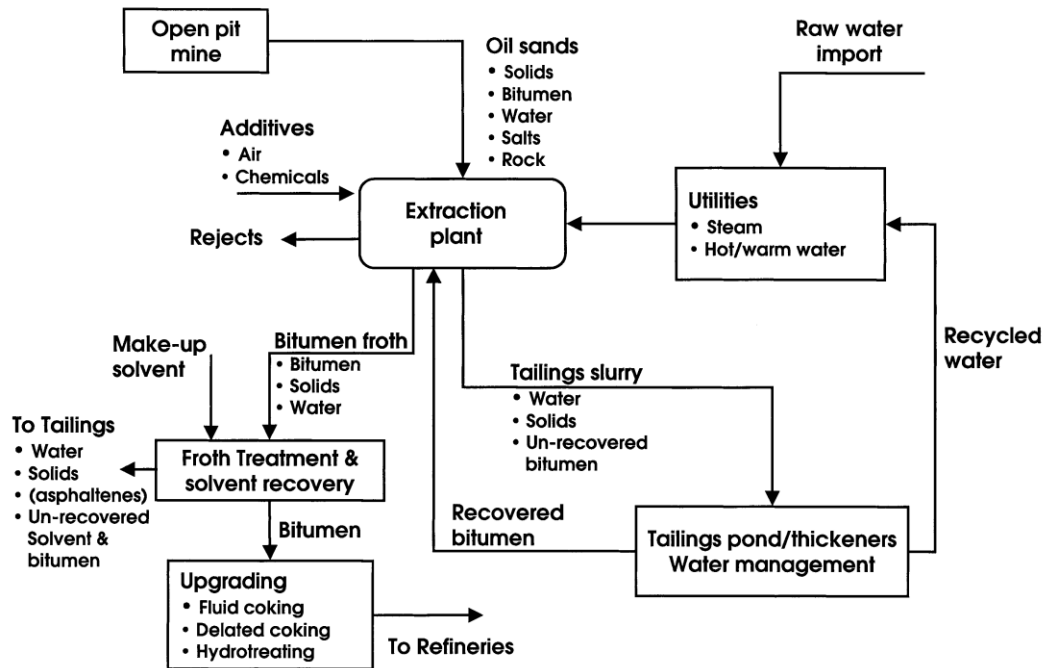 Open pit
mine
Oil sands
• Solids
• Bitumen
• Water
• Salts
• Rock
Raw water
import
Additives
• Air
• Chemicals
Extraction
plant
Utilities
• Steam
• Hot/warm water
Rejects
Make-up
solvent
Bitumen froth
• Bitumen
• Solids
• Water
Tailings slurry
• Water
• Solids
• Un-recovered
bitumen
Recycled
water
To Tailings
• Water
• Solids
• (asphaltenes)
• Un-recovered
Solvent &
bitumen
Froth Treatment &
solvent recovery
Bitumen
Recovered
bitumen
Tailings pond/thickeners
Water management
Upgrading
• Fluid coking
• Delated coking
• Hydrotreating
To Refineries